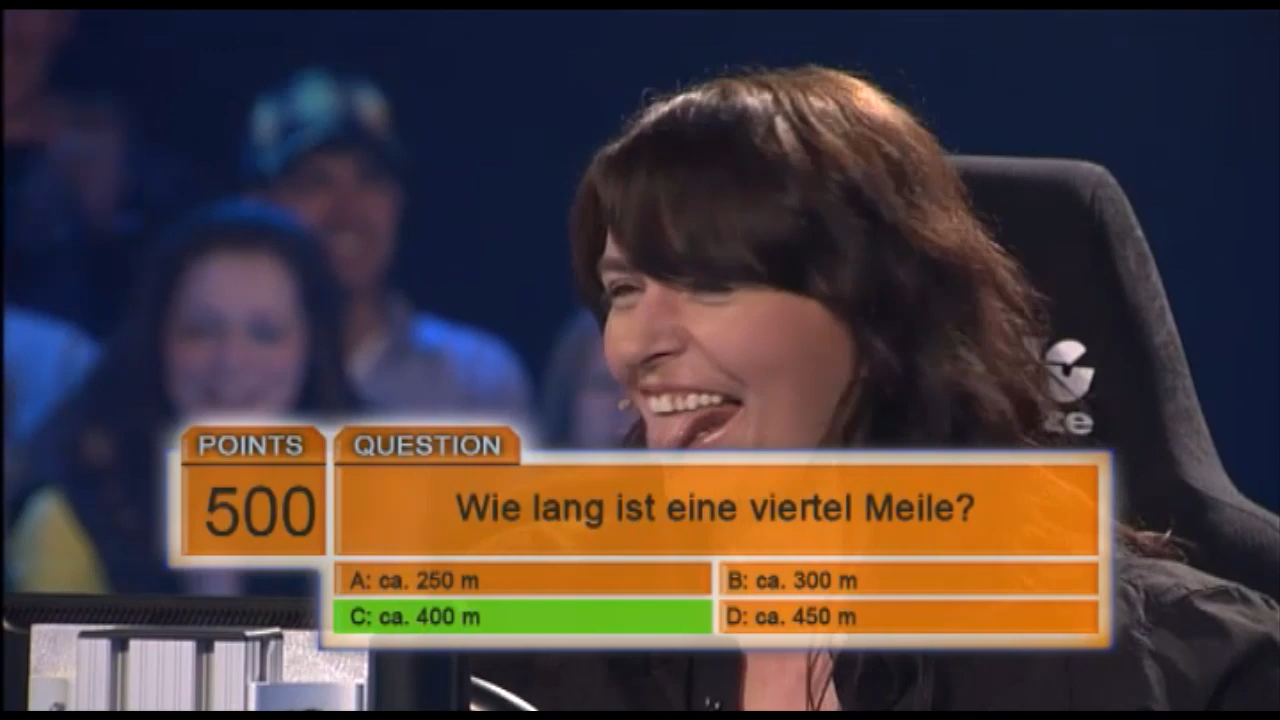 POINTS
QUESTION
500
Wie lang ist eine viertel Meile?
A: ca. 250 m
B: ca. 300 m
C: ca. 400 m
D: ca. 450 m